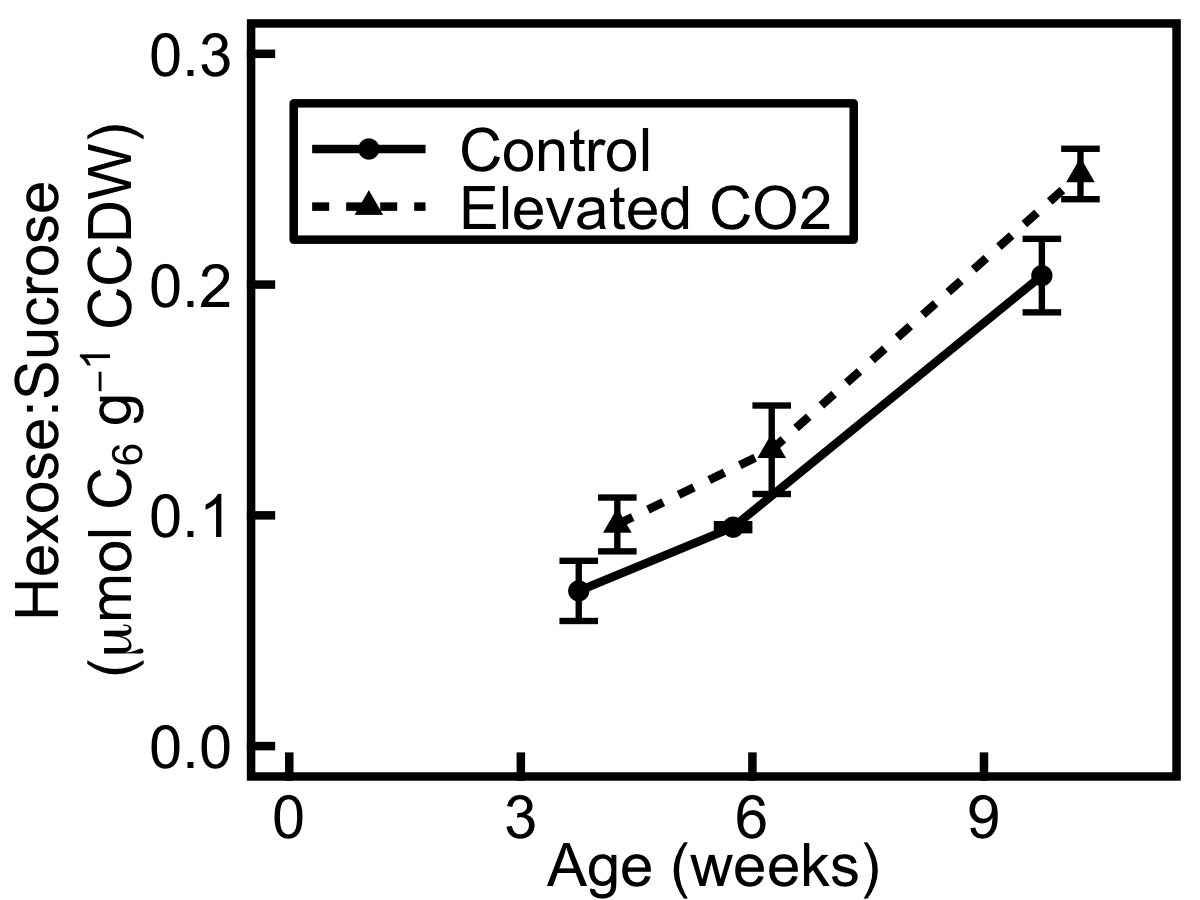 Hexose:Sucrose
(μmol C₆ g⁻¹ CCDW)
0.3
0.2
0.1
0.0
Control
Elevated CO2
0 3 6 9
Age (weeks)